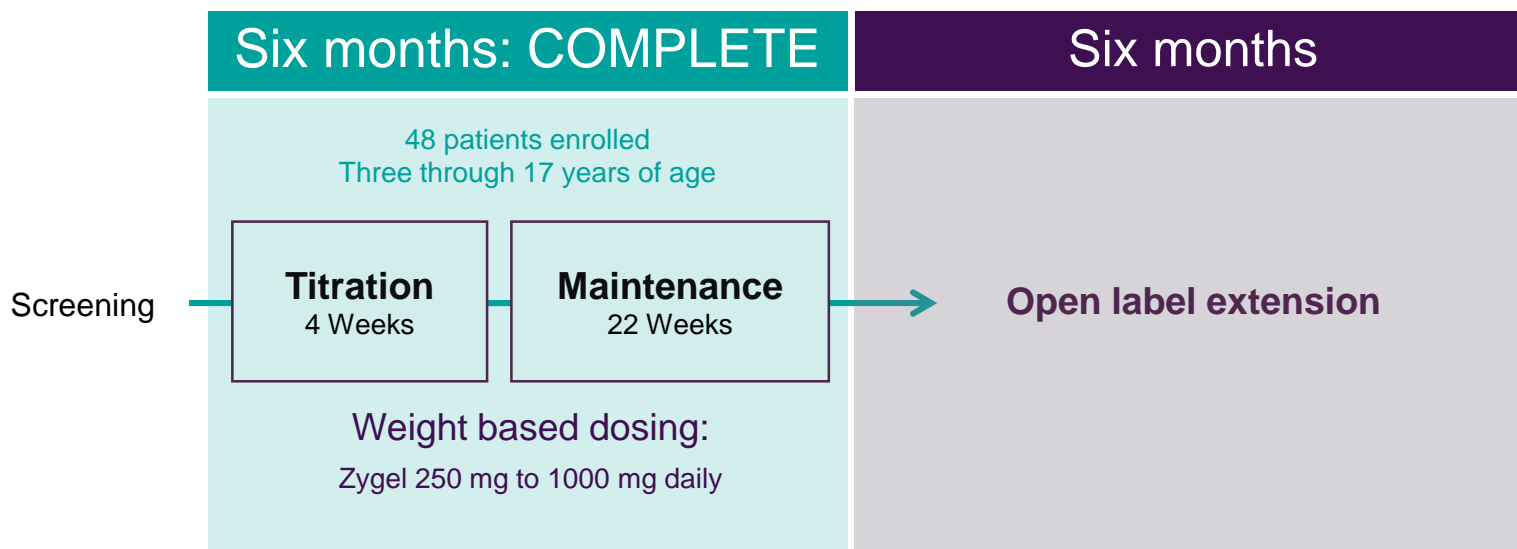 Six months: COMPLETE
Six months
48 patients enrolled
Three through 17 years of age
Screening
Titration
4 Weeks
Maintenance
22 Weeks
Open label extension
Weight based dosing:
Zygel 250 mg to 1000 mg daily